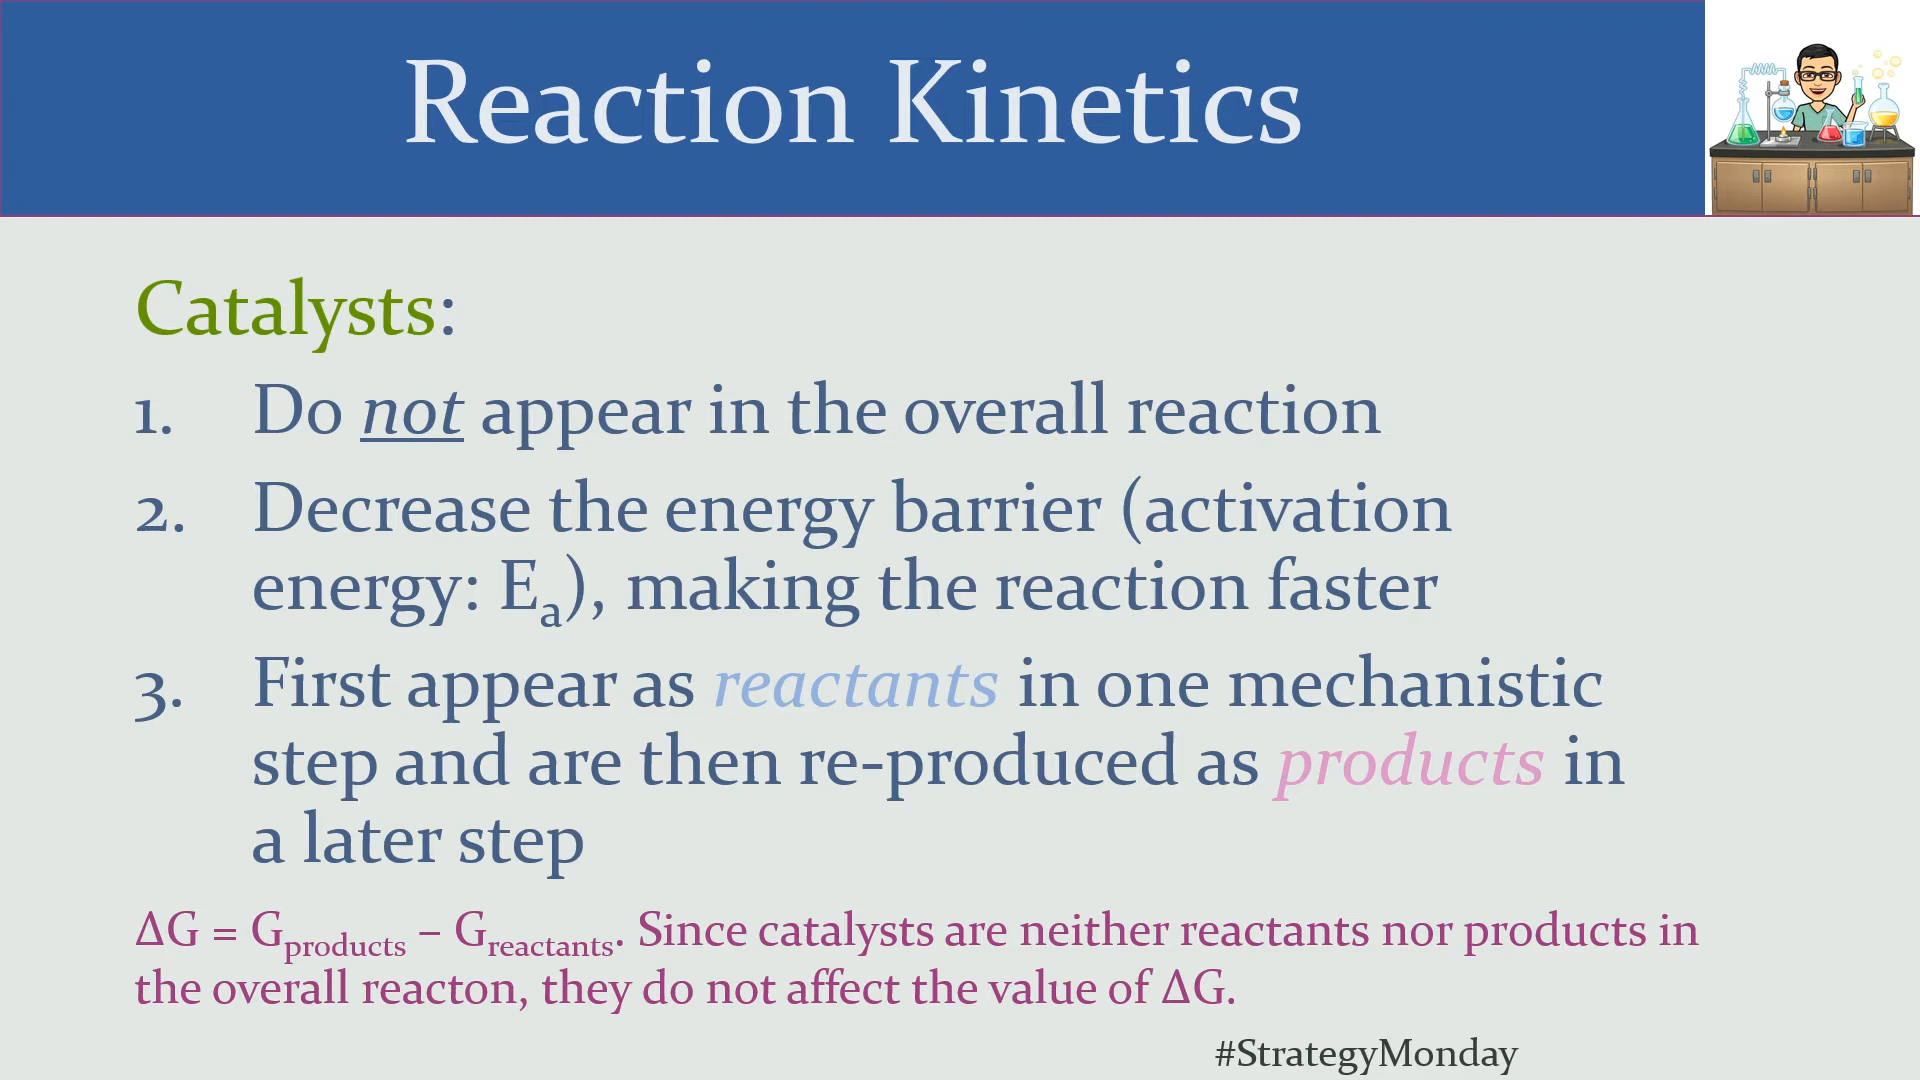 Reaction Kinetics
Catalysts:
1. Do not appear in the overall reaction
2. Decrease the energy barrier (activation
energy: Ea), making the reaction faster
3. First appear as reactants in one mechanistic
step and are then re-produced as products in
a later step
ΔG = Gproducts – Greactants. Since catalysts are neither reactants nor products in
the overall reacton, they do not affect the value of ΔG.
#StrategyMonday